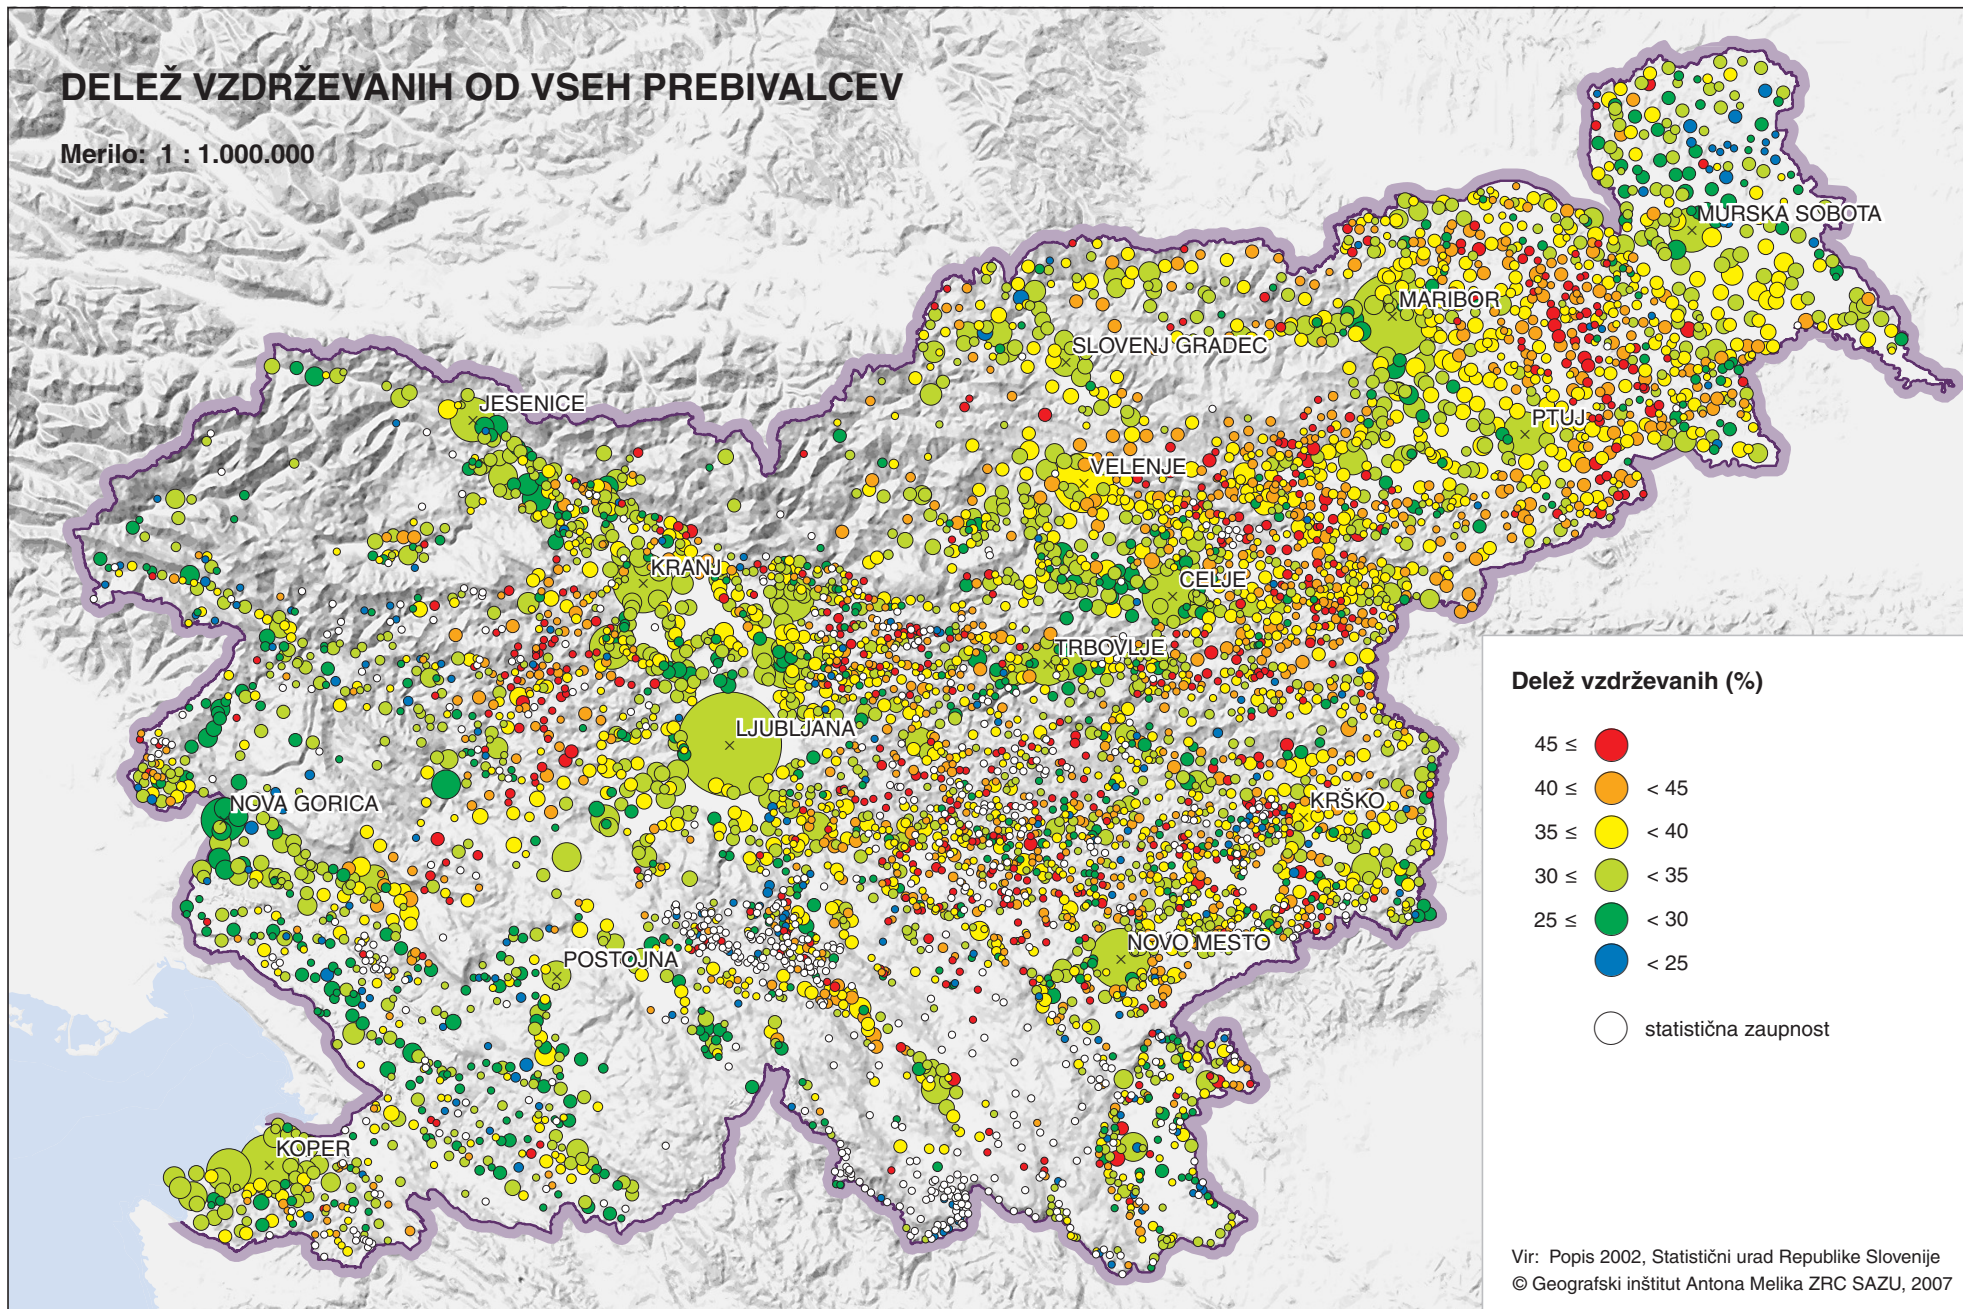 DELEŽ VZDRŽEVANIH OD VSEH PREBIVALCEV
Merilo: 1 : 1.000.000
MURSKA SOBOTA
MARIBOR
SLOVENJ GRADEC
JESENICE
PTUJ
VELENJE
KRANJ
CELJE
TRBOVLJE
LJUBLJANA
NOVA GORICA
KRŠKO
NOVO MESTO
POSTOJNA
KOPER
Delež vzdrževanih (%)
45 ≤
40 ≤ < 45
35 ≤ < 40
30 ≤ < 35
25 ≤ < 30
< 25
statistična zaupnost
Vir: Popis 2002, Statistični urad Republike Slovenije
© Geografski inštitut Antona Melika ZRC SAZU, 2007